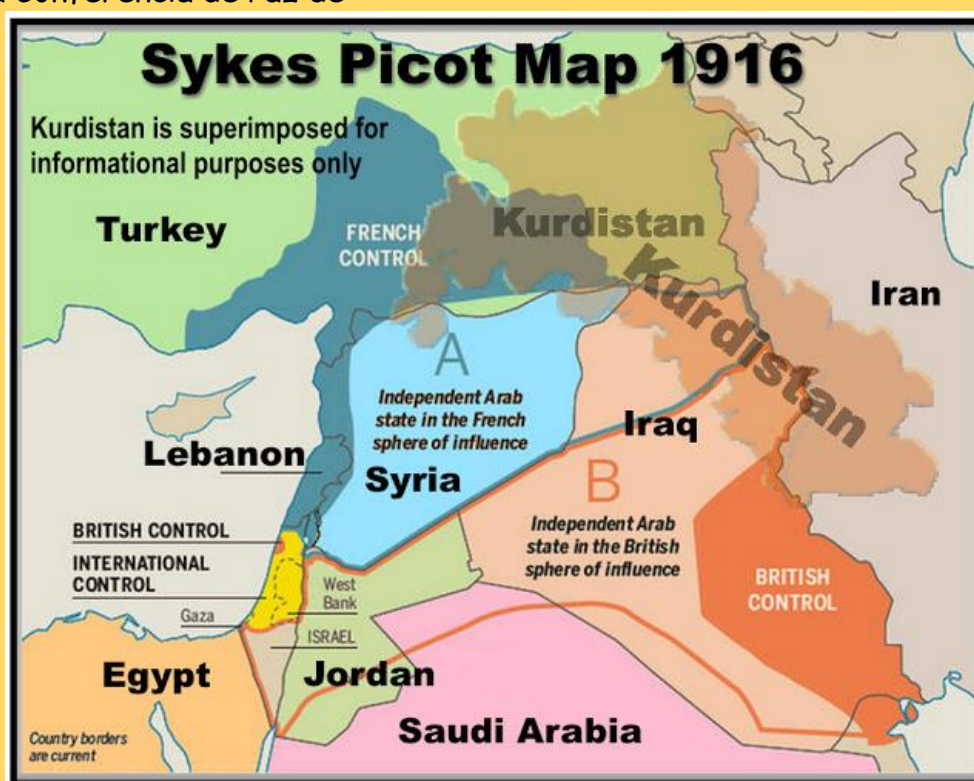 Sykes Picot Map 1916
Kurdistan is superimposed for
informational purposes only
Turkey
FRENCH
CONTROL
Kurdistan
Kurdistan
Iran
A
Independent Arab
state in the French
sphere of influence
Iraq
Lebanon
Syria
B
Independent Arab
state in the British
sphere of influence
BRITISH CONTROL
INTERNATIONAL
CONTROL
BRITISH
CONTROL
West
Bank
Gaza
ISRAEL
Egypt
Jordan
Saudi Arabia
Country borders
are current